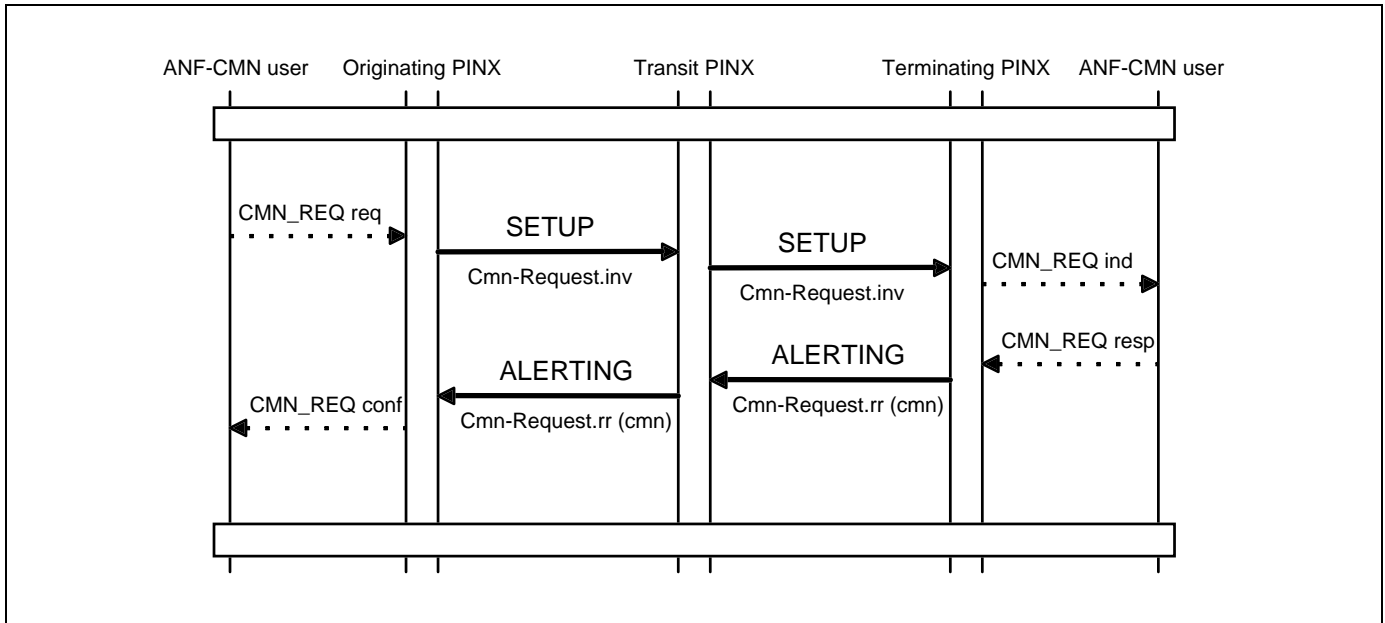 ANF-CMN user Originating PINX Transit PINX Terminating PINX ANF-CMN user
CMN_REQ req
SETUP
Cmn-Request.inv
SETUP
Cmn-Request.inv
CMN_REQ ind
CMN_REQ resp
ALERTING
Cmn-Request.rr (cmn)
ALERTING
Cmn-Request.rr (cmn)
CMN_REQ conf